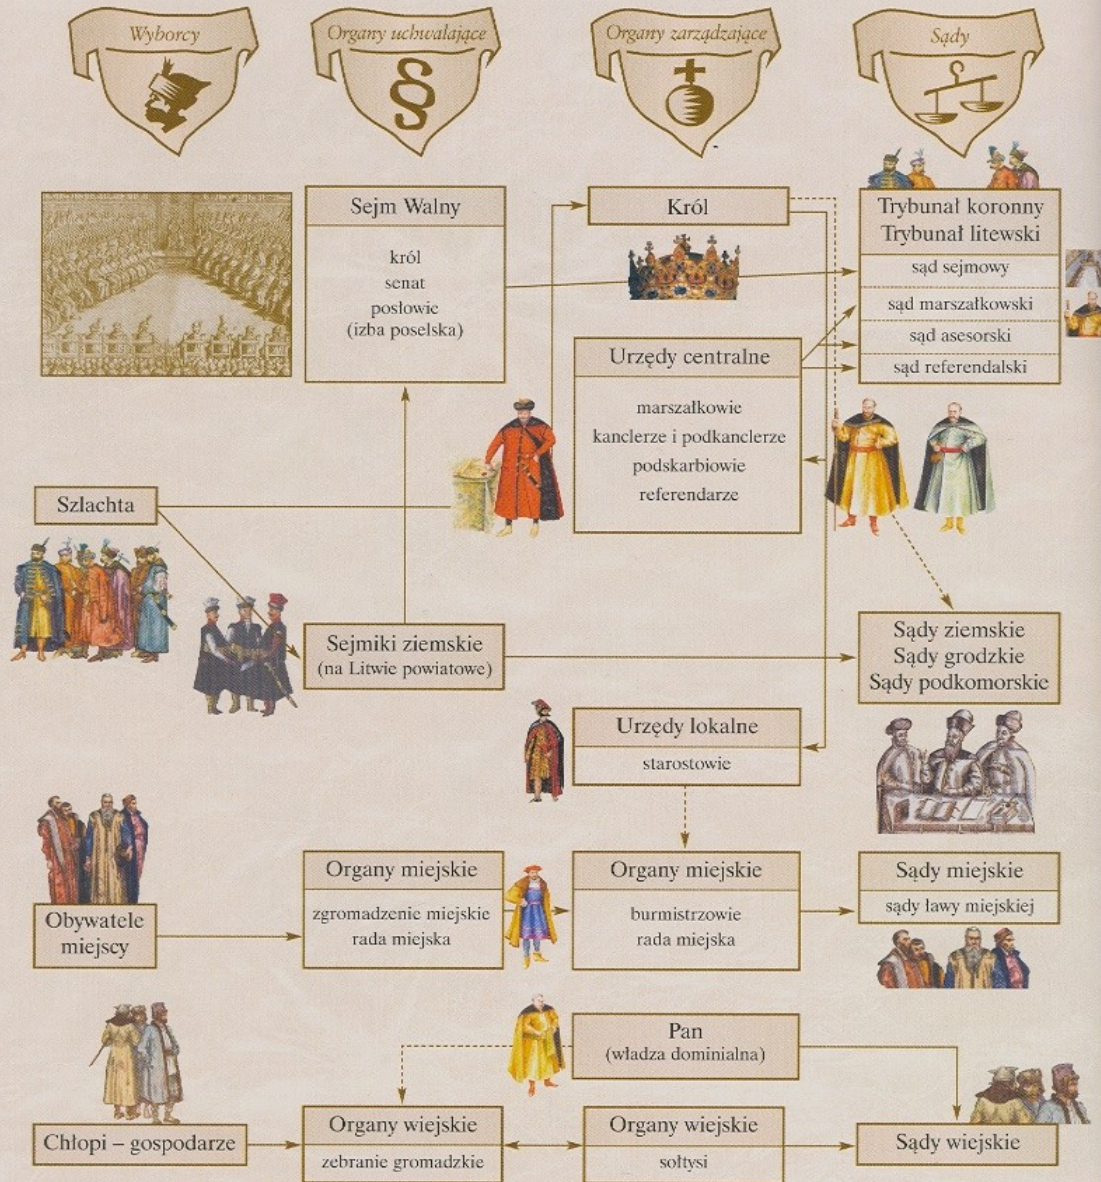 Wyborcy
Organy uchwalające
Organy zarządzające
Sądy
§
Sejm Walny
król
senat
posłowie
(izba poselska)
Król
Trybunał koronny
Trybunał litewski
sąd sejmowy
sąd marszałkowski
sąd asesorski
sąd referendalski
Urzędy centralne
marszałkowie
kanclerze i podkanclerze
podskarbiowie
referendarze
Szlachta
Sejmiki ziemskie
(na Litwie powiatowe)
Sądy ziemskie
Sądy grodzkie
Sądy podkomorskie
Urzędy lokalne
starostowie
Obywatele
miejscy
Organy miejskie
zgromadzenie miejskie
rada miejska
Organy miejskie
burmistrzowie
rada miejska
Sądy miejskie
sądy ławy miejskiej
Pan
(władza dominialna)
Chłopi – gospodarze
Organy wiejskie
zebranie gromadzkie
Organy wiejskie
sołtysi
Sądy wiejskie